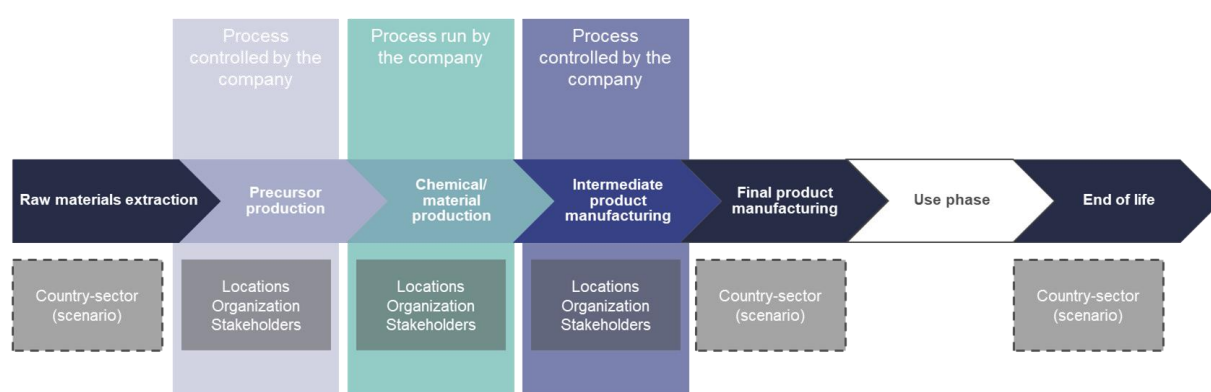 Process
controlled by the
company
Process run by
the company
Process
controlled by the
company
Raw materials extraction
Precursor
production
Chemical/
material
production
Intermediate
product
manufacturing
Final product
manufacturing
Use phase
End of life
Country-sector
(scenario)
Locations
Organization
Stakeholders
Locations
Organization
Stakeholders
Locations
Organization
Stakeholders
Country-sector
(scenario)
Country-sector
(scenario)